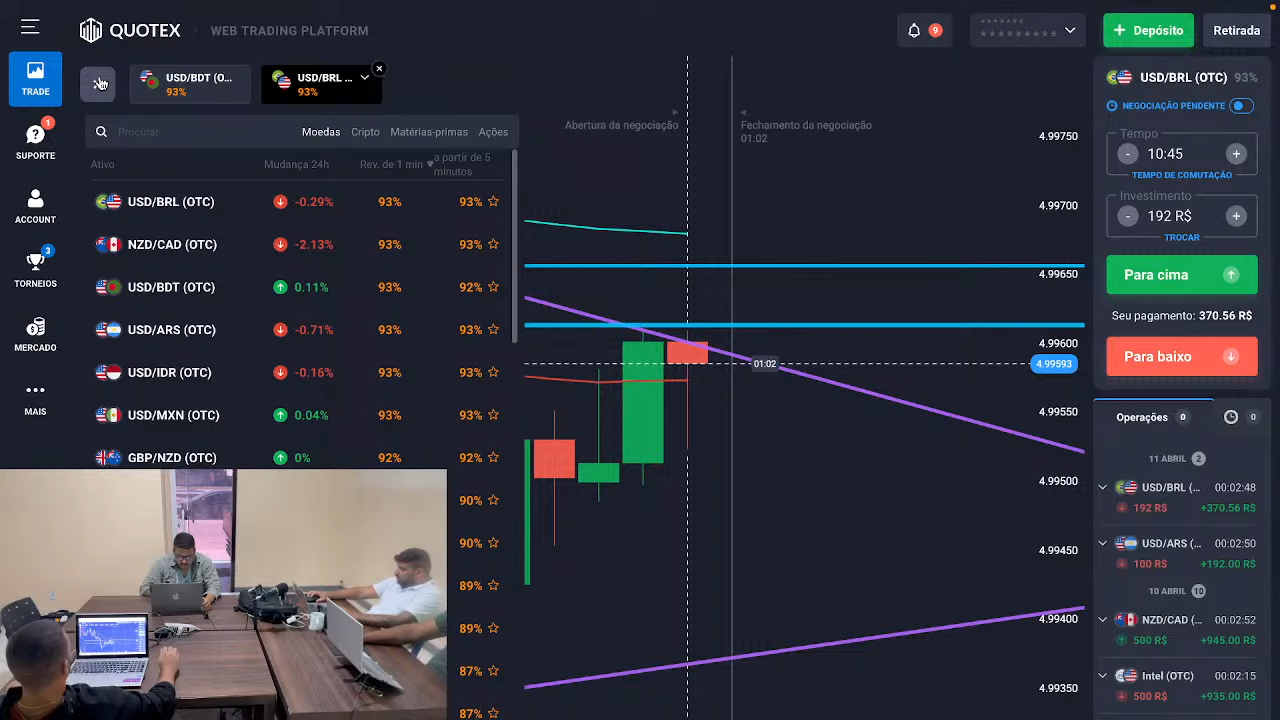 QUOTEX
WEB TRADING PLATFORM
9
*******
*********
+ Depósito
Retirada
TRADE
USD/BDT (O...
93%
USD/BRL ...
93%
SUPORTE
1
ACCOUNT
TORNEIOS
3
MERCADO
MAIS
Procurar
Moedas
Cripto
Matérias-primas
Ações
Ativo
Mudança 24h
Rev. de 1 min
a partir de 5
minutos
USD/BRL (OTC) -0.29% 93% 93%
NZD/CAD (OTC) -2.13% 93% 93%
USD/BDT (OTC) 0.11% 93% 92%
USD/ARS (OTC) -0.71% 93% 93%
USD/IDR (OTC) -0.16% 93% 93%
USD/MXN (OTC) 0.04% 93% 93%
GBP/NZD (OTC) 0% 92% 92%
90%
90%
89%
89%
87%
87%
Abertura da negociação
Fechamento da negociação
01:02
01:02
4.99750
4.99700
4.99650
4.99600
4.99593
4.99550
4.99500
4.99450
4.99400
4.99350
USD/BRL (OTC) 93%
NEGOCIAÇÃO PENDENTE
Tempo
- 10:45 +
TEMPO DE COMUTAÇÃO
Investimento
- 192 R$ +
TROCAR
Para cima
Seu pagamento: 370.56 R$
Para baixo
Operações 0
0
11 ABRIL 2
USD/BRL (... 00:02:48
192 R$ +370.56 R$
USD/ARS (... 00:02:50
100 R$ +192.00 R$
10 ABRIL 10
NZD/CAD (... 00:02:52
500 R$ +945.00 R$
Intel (OTC) 00:02:15
500 R$ +935.00 R$